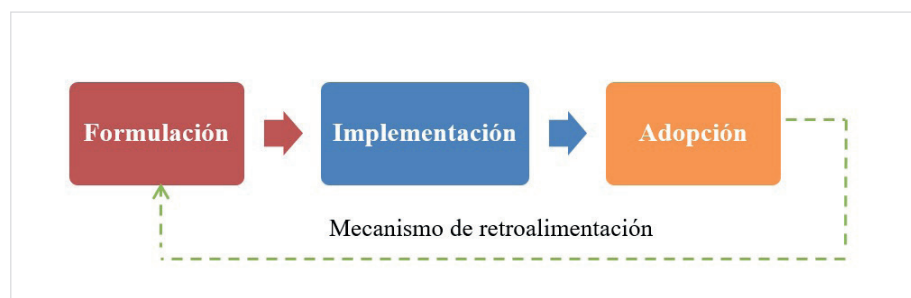 Formulación
Implementación
Adopción
Mecanismo de retroalimentación